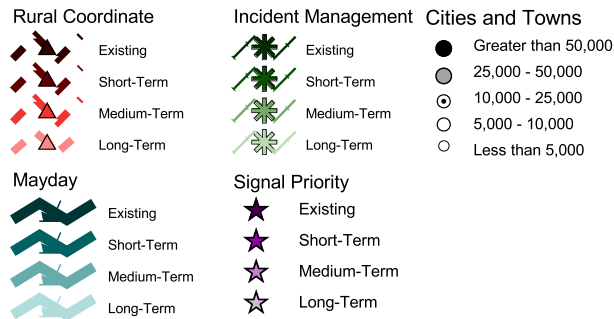 Rural Coordinate
Existing
Short-Term
Medium-Term
Long-Term
Incident Management
Existing
Short-Term
Medium-Term
Long-Term
Cities and Towns
Greater than 50,000
25,000 - 50,000
10,000 - 25,000
5,000 - 10,000
Less than 5,000
Mayday
Existing
Short-Term
Medium-Term
Long-Term
Signal Priority
Existing
Short-Term
Medium-Term
Long-Term